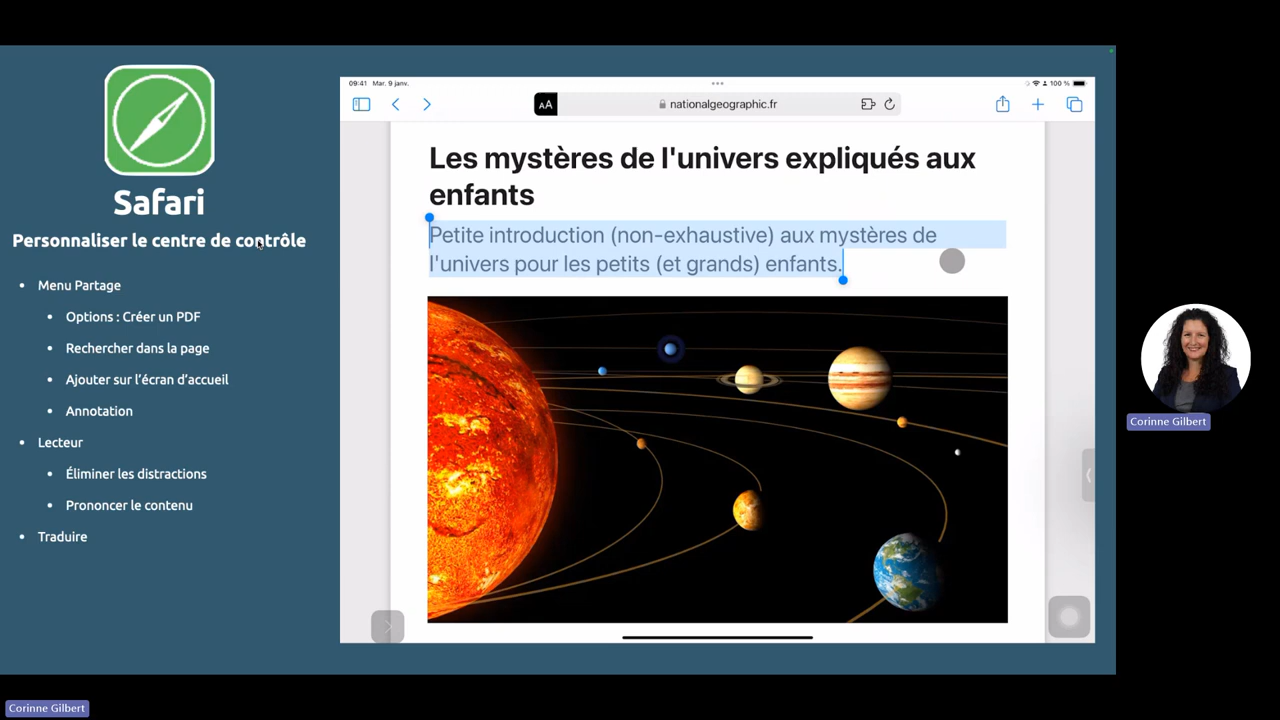 Safari
Personnaliser le centre de contrôle
• Menu Partage
• Options : Créer un PDF
• Rechercher dans la page
• Ajouter sur l’écran d’accueil
• Annotation
• Lecteur
• Éliminer les distractions
• Prononcer le contenu
• Traduire
09:41 Mar. 9 janv.
100 %
AA
nationalgeographic.fr
Les mystères de l'univers expliqués aux
enfants
Petite introduction (non-exhaustive) aux mystères de
l'univers pour les petits (et grands) enfants.
Corinne Gilbert
Corinne Gilbert